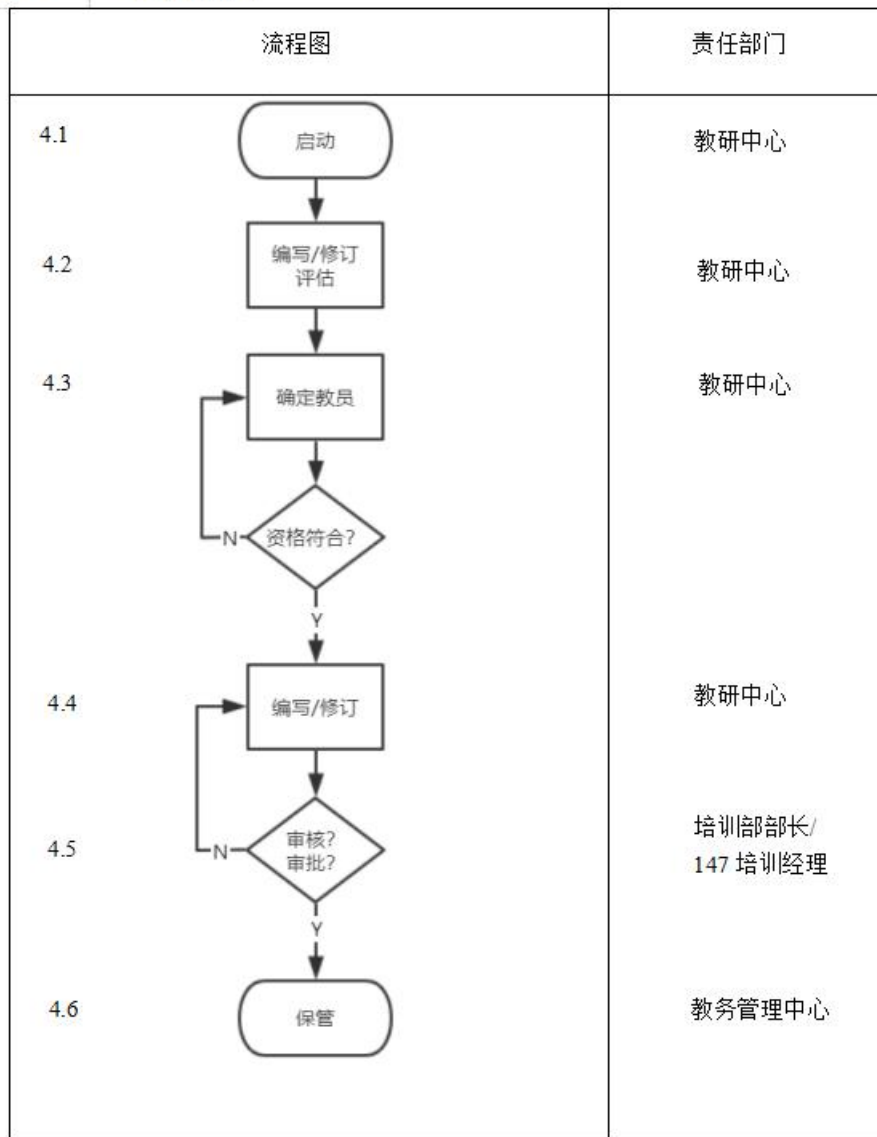 流程图 责任部门
4.1 启动 教研中心
编写/修订
4.2 评估 教研中心
4.3 确定教员 教研中心
N 资格符合?
Y
4.4 编写/修订 教研中心
审核? 培训部部长/
4.5 N 审批? 147 培训经理
Y
4.6 保管 教务管理中心